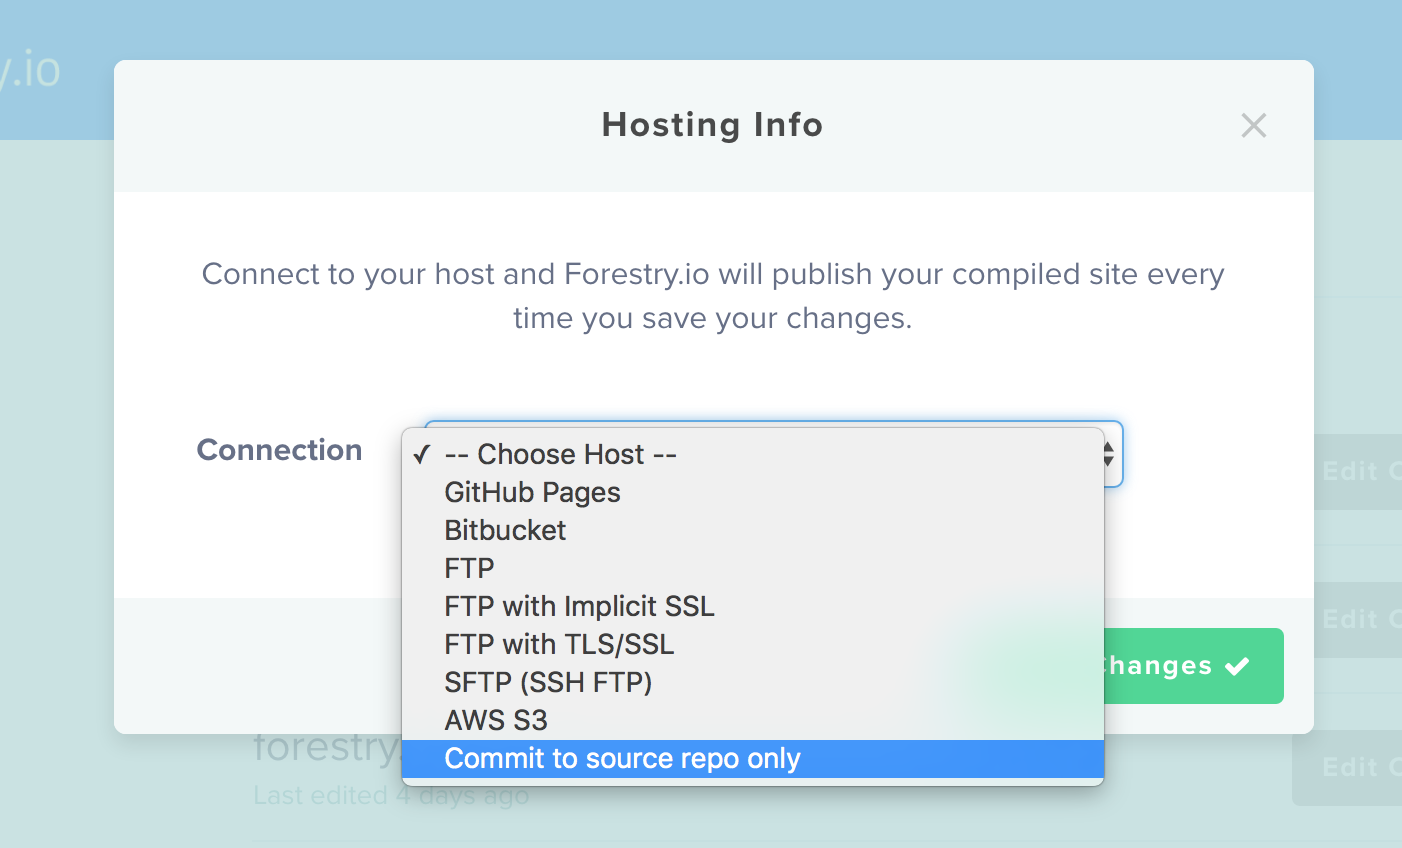 .io
Hosting Info
Connect to your host and Forestry.io will publish your compiled site every
time you save your changes.
Connection
-- Choose Host --
GitHub Pages
Bitbucket
FTP
FTP with Implicit SSL
FTP with TLS/SSL
SFTP (SSH FTP)
AWS S3
Commit to source repo only
Changes
Edit
Edit
Edit
forestry.
Last edited 4 days ago